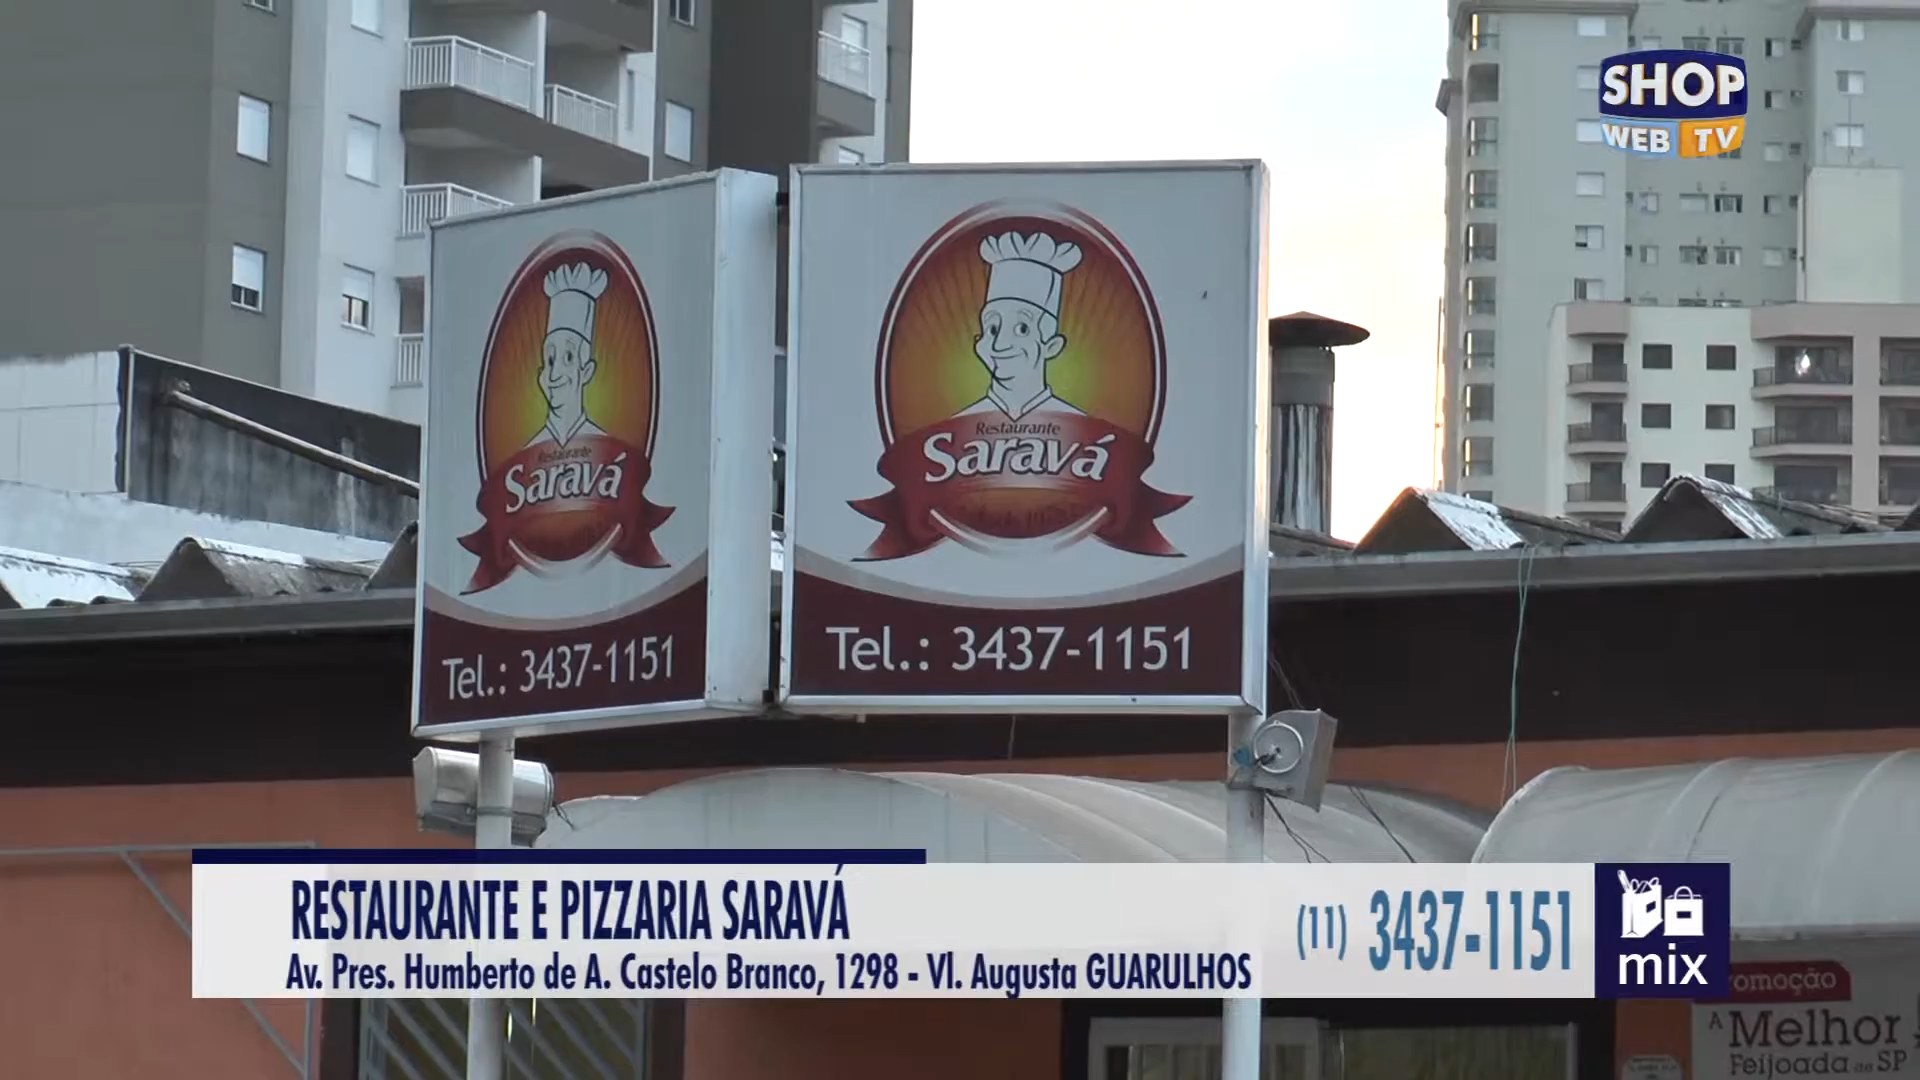 SHOP
WEB TV
Restaurante
Saravá
Tel.: 3437-1151
Restaurante
Saravá
Tel.: 3437-1151
RESTAURANTE E PIZZARIA SARAVÁ
Av. Pres. Humberto de A. Castelo Branco, 1298 - Vl. Augusta GUARULHOS
(11) 3437-1151
mix
romoção
A Melhor
Feijoada de SP